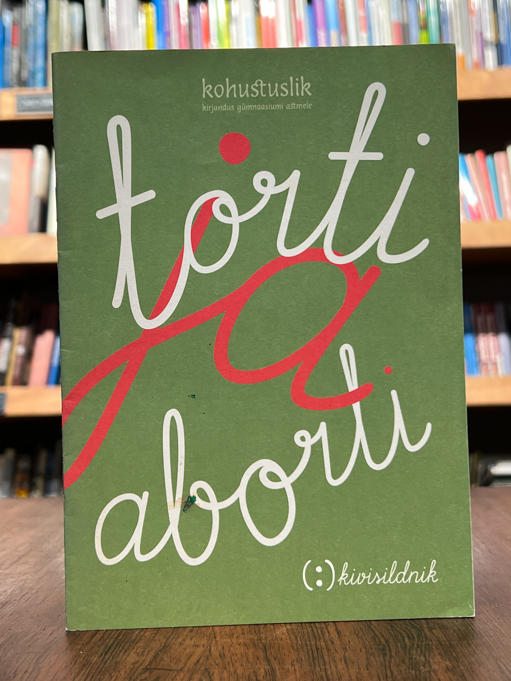 kohustuslik
kirjandus gümnaasiumi astmele
torti
ja
aborti
(:)kivisildnik